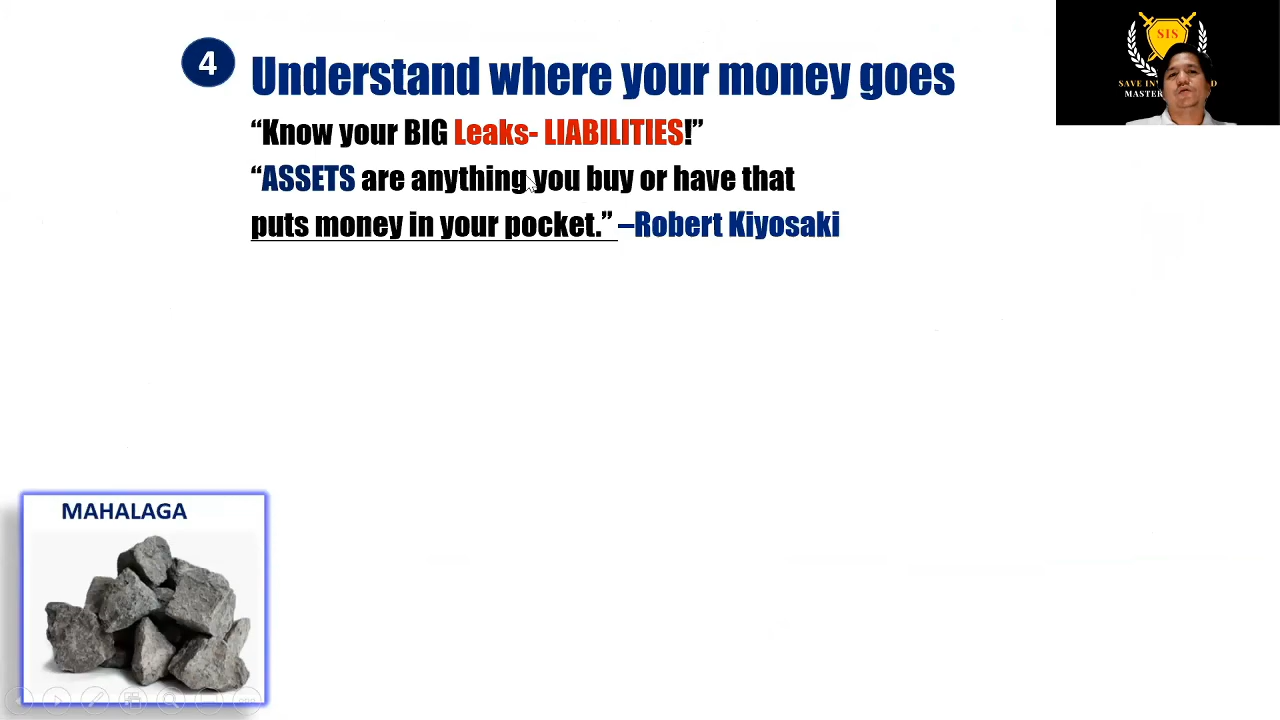 4
Understand where your money goes
“Know your BIG Leaks- LIABILITIES!”
“ASSETS are anything you buy or have that
puts money in your pocket.” –Robert Kiyosaki
SIS
MAHALAGA